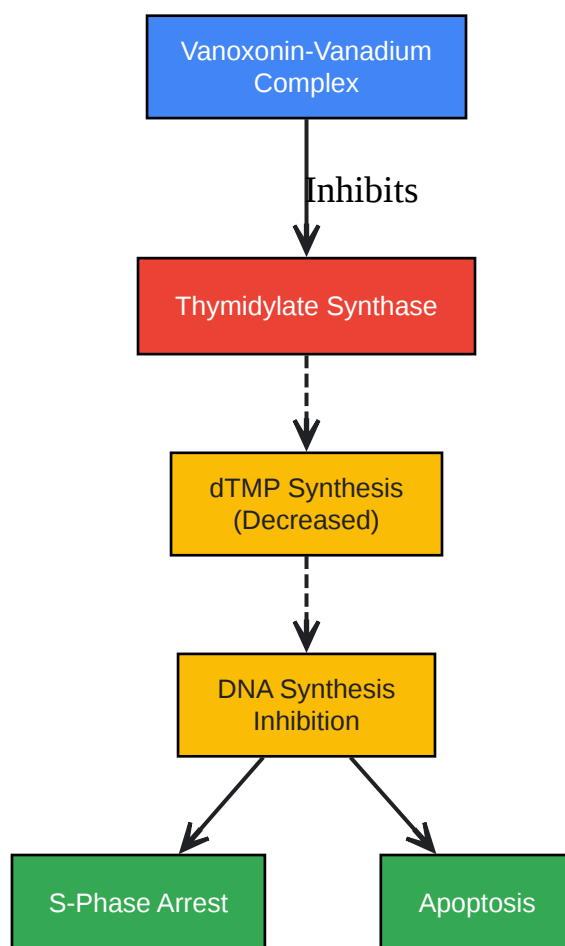 Vanoxonin-Vanadium
Complex
Inhibits
Thymidylate Synthase
dTMP Synthesis
(Decreased)
DNA Synthesis
Inhibition
S-Phase Arrest
Apoptosis